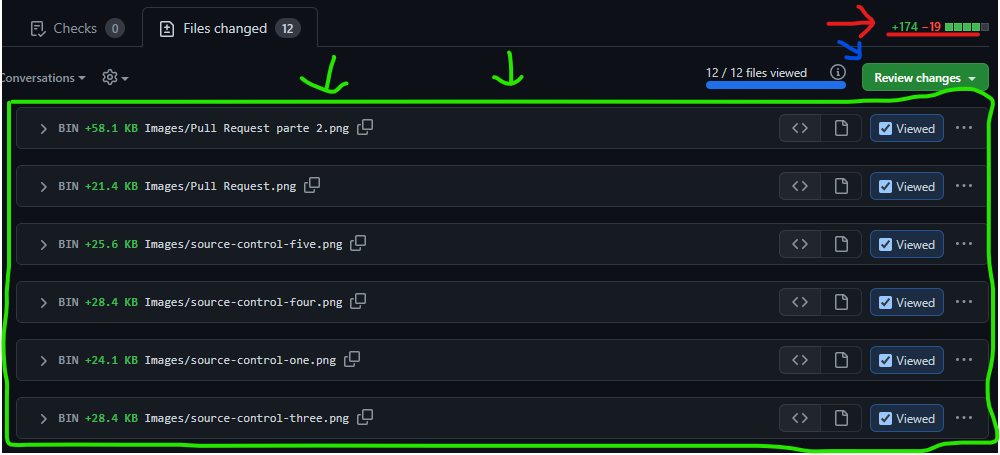 Checks 0 Files changed 12 +174 −19
Conversations 12 / 12 files viewed Review changes
BIN +58.1 KB Images/Pull Request parte 2.png Viewed
BIN +21.4 KB Images/Pull Request.png Viewed
BIN +25.6 KB Images/source-control-five.png Viewed
BIN +28.4 KB Images/source-control-four.png Viewed
BIN +24.1 KB Images/source-control-one.png Viewed
BIN +28.4 KB Images/source-control-three.png Viewed